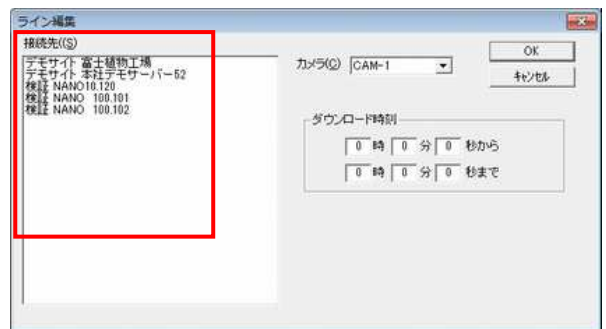 ライン編集
接続先((S)
デモサイト 富士植物工場
デモサイト 本社デモサーバー52
検証 NANO10.120
検証 NANO 100.101
検証 NANO 100.102
カメラ(C) CAM-1
OK
キャンセル
ダウンロード時刻
0 時 0 分 0 秒から
0 時 0 分 0 秒まで